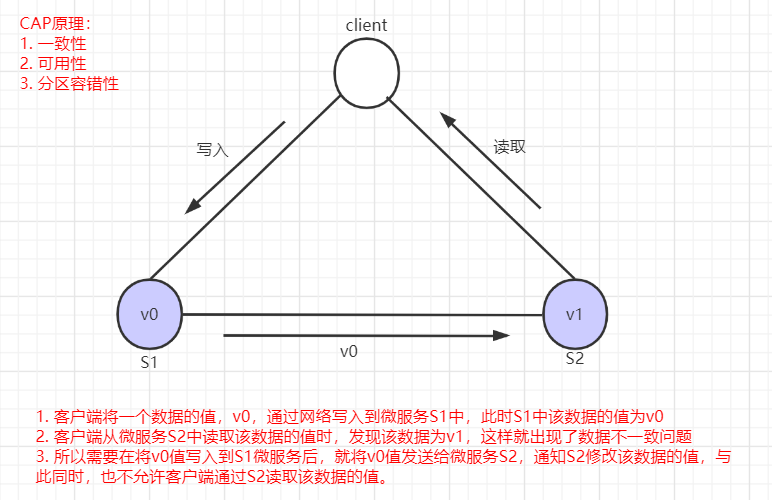 CAP原理：
1. 一致性
2. 可用性
3. 分区容错性
client
写入
读取
v0
v1
S1
v0
S2
1. 客户端将一个数据的值，v0，通过网络写入到微服务S1中，此时S1中该数据的值为v0
2. 客户端从微服务S2中读取该数据的值时，发现该数据为v1，这样就出现了数据不一致问题
3. 所以需要在将v0值写入到S1微服务后，就将v0值发送给微服务S2，通知S2修改该数据的值，与
此同时，也不允许客户端通过S2读取该数据的值。